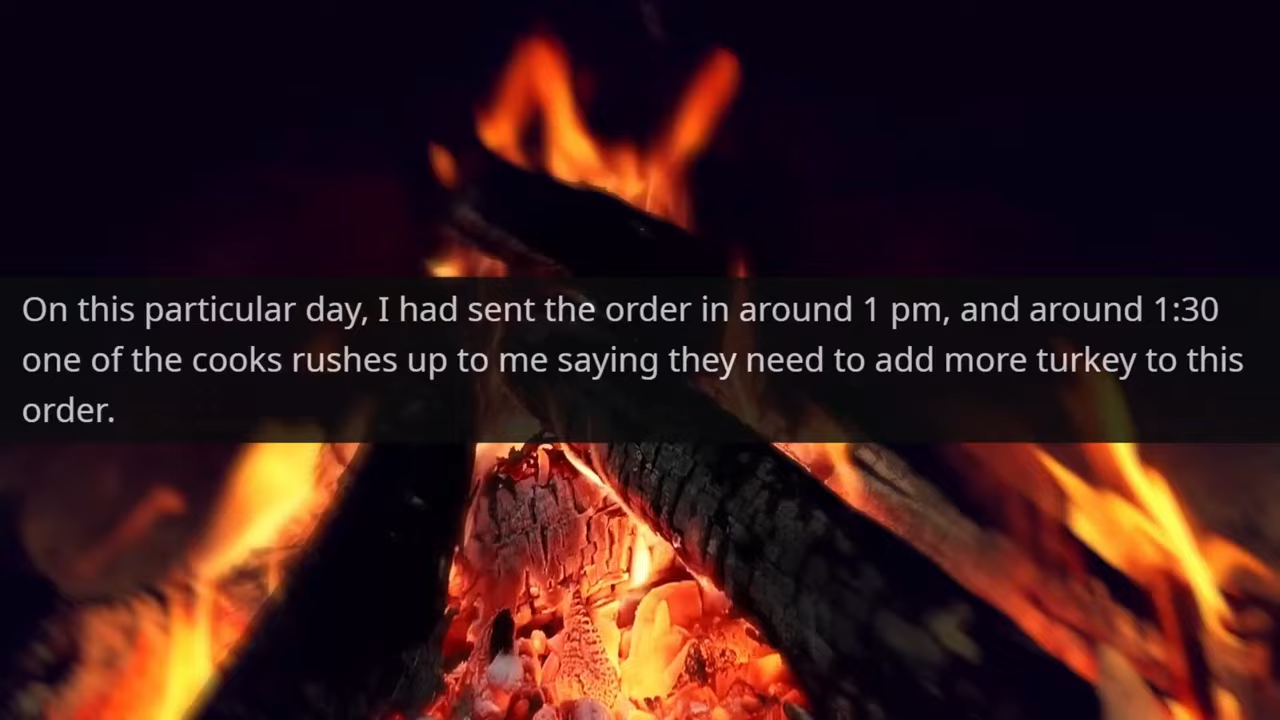 On this particular day, I had sent the order in around 1 pm, and around 1:30
one of the cooks rushes up to me saying they need to add more turkey to this
order.